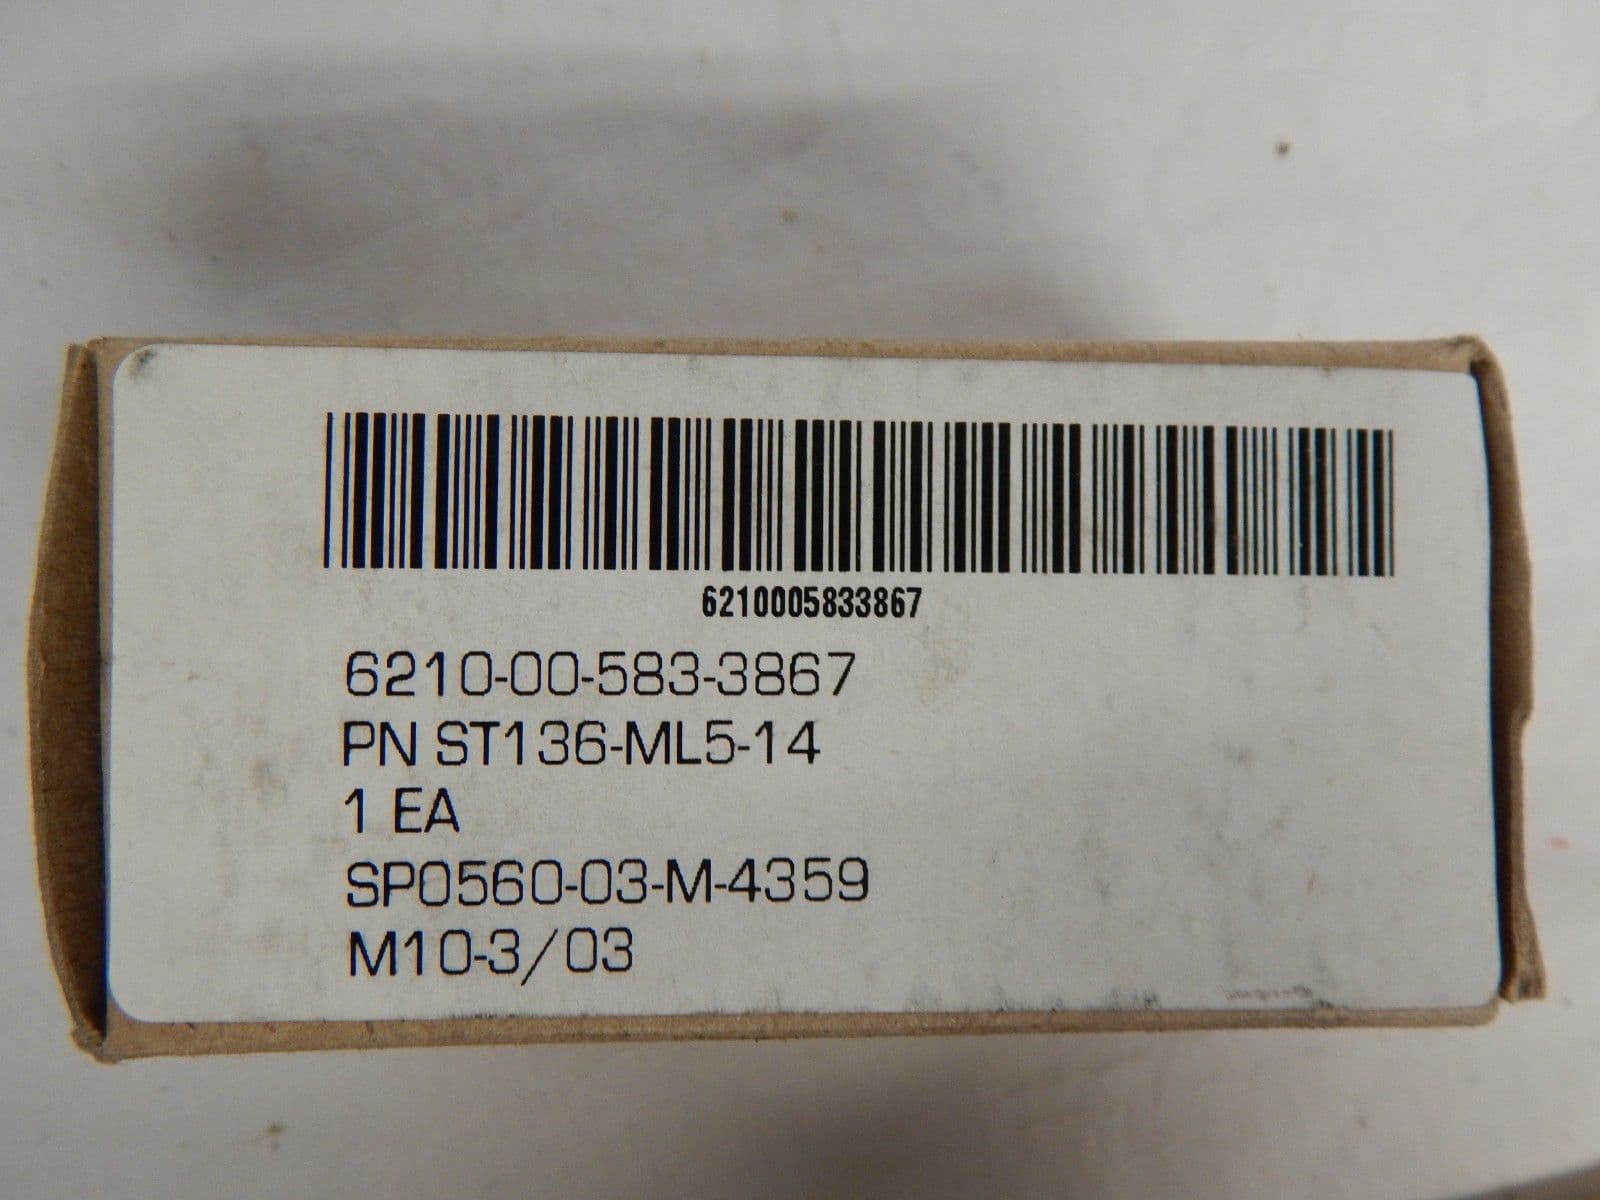 6210005833867
6210-00-583-3867
PN ST136-ML5-14
1 EA
SP0560-03-M-4359
M10-3/03